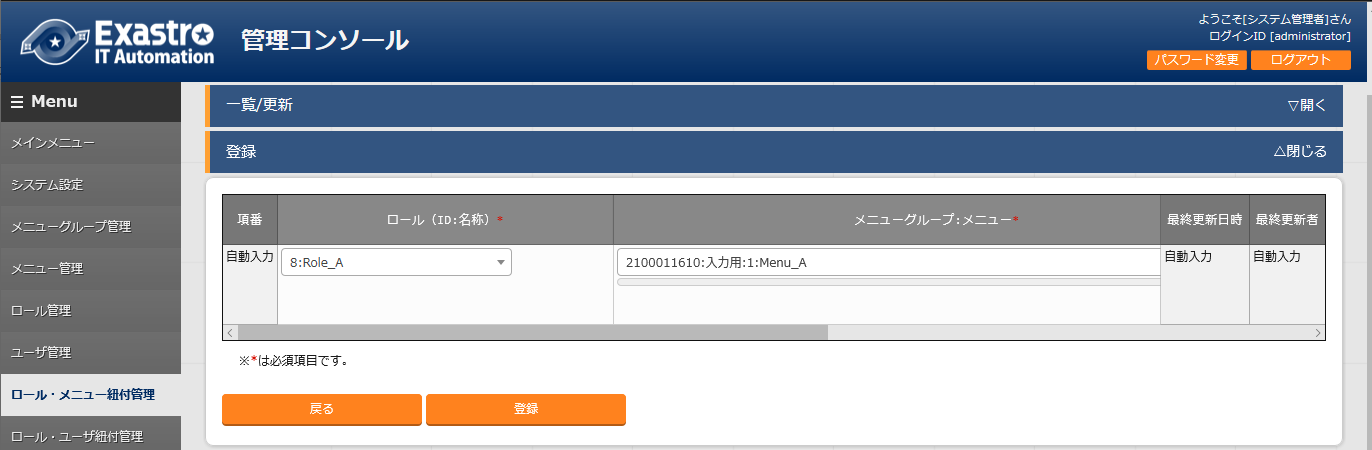 Exastro
IT Automation
管理コンソール
ようこそ[システム管理者]さん
ログインID [administrator]
パスワード変更
ログアウト
☰ Menu
メインメニュー
システム設定
メニューグループ管理
メニュー管理
ロール管理
ユーザ管理
ロール・メニュー紐付管理
ロール・ユーザ紐付管理
一覧/更新
▽開く
登録
△閉じる
項番
ロール（ID:名称）*
メニューグループ:メニュー*
最終更新日時
最終更新者
自動入力
8:Role_A
2100011610:入力用:1:Menu_A
自動入力
自動入力
※*は必須項目です。
戻る
登録